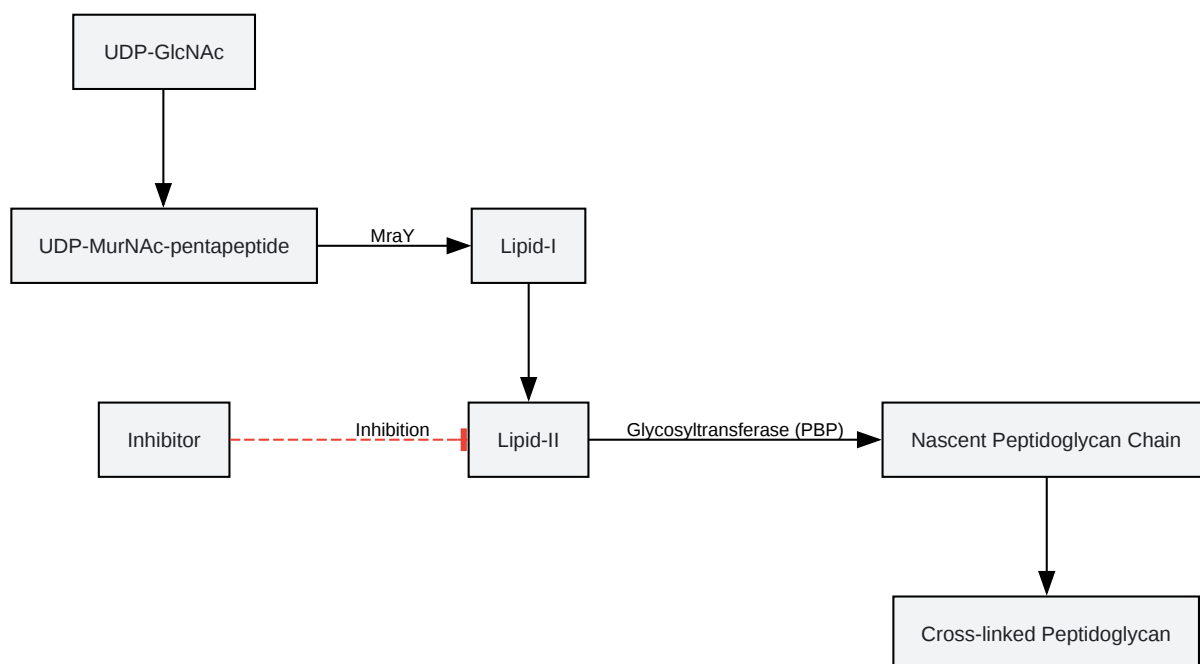 UDP-GlcNAc
UDP-MurNAc-pentapeptide
MraY
Lipid-I
Inhibitor
Inhibition
Lipid-II
Glycosyltransferase (PBP)
Nascent Peptidoglycan Chain
Cross-linked Peptidoglycan